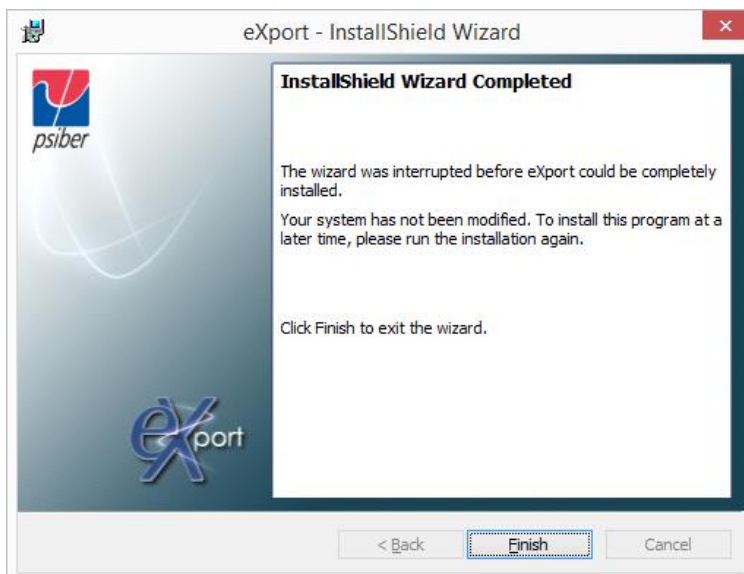 eXport - InstallShield Wizard
psiber
InstallShield Wizard Completed
The wizard was interrupted before eXport could be completely
installed.
Your system has not been modified. To install this program at a
later time, please run the installation again.
Click Finish to exit the wizard.
eXport
< Back
Finish
Cancel